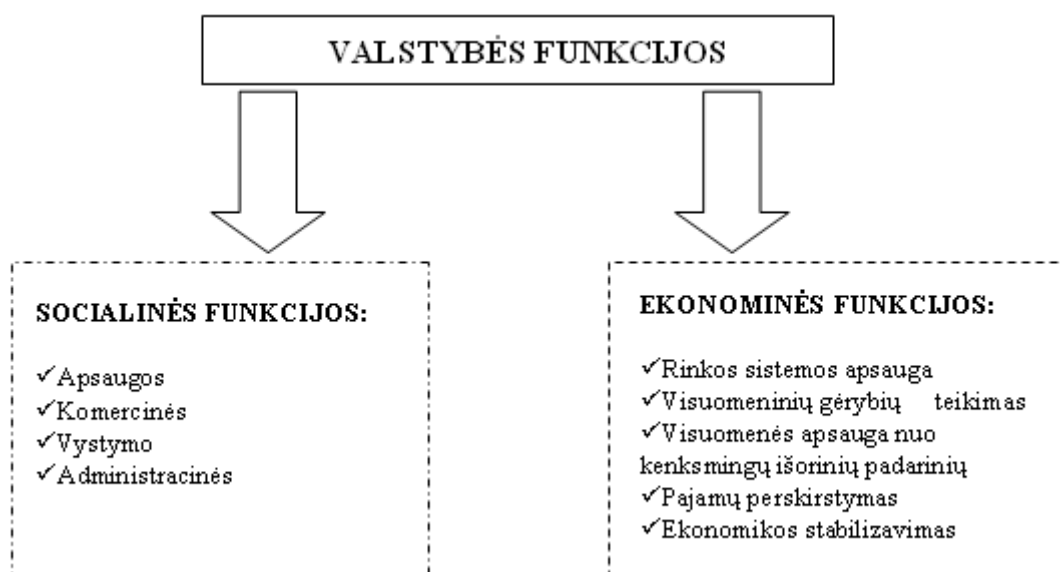 VALSTYBĖS FUNKCIJOS
SOCIALINĖS FUNKCIJOS:
✓Apsaugos
✓Komercinės
✓Vystymo
✓Administracinės
EKONOMINĖS FUNKCIJOS:
✓Rinkos sistemos apsauga
✓Visuomeninių gėrybių teikimas
✓Visuomenės apsauga nuo
kenksmingų išorinių padarinių
✓Pajamų perskirstymas
✓Ekonomikos stabilizavimas